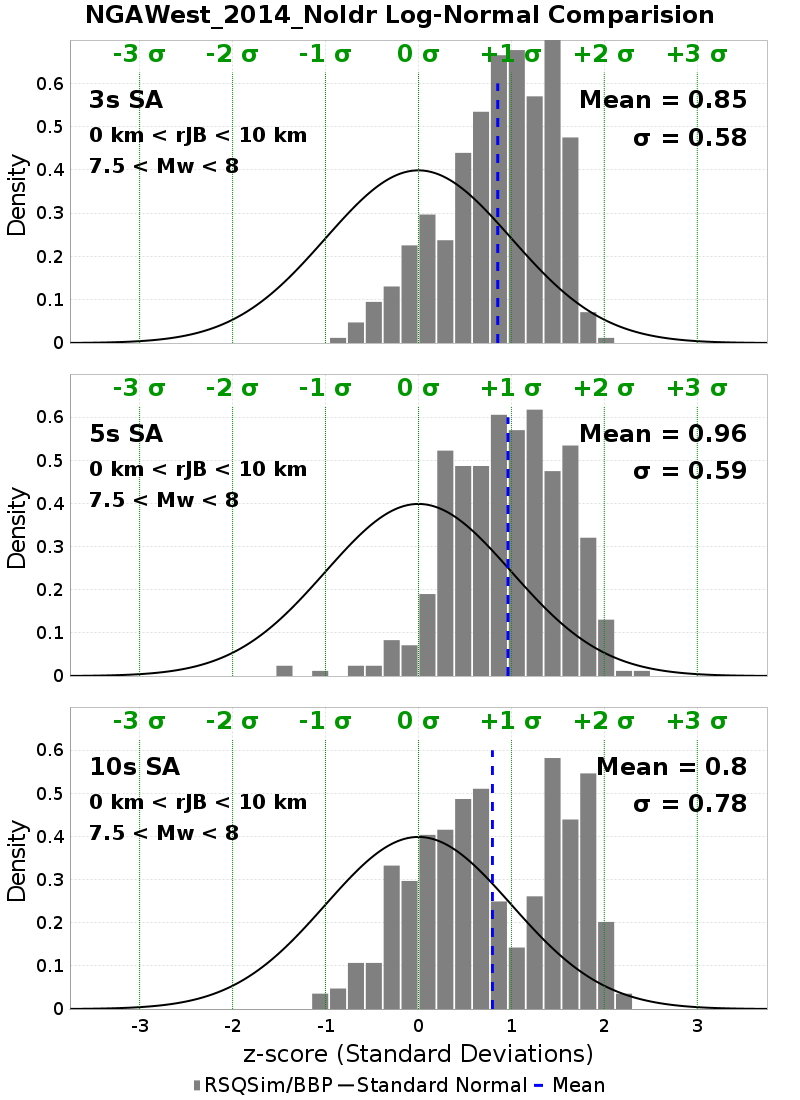 NGAWest_2014_NoIdr Log-Normal Comparision
-3 σ -2 σ -1 σ 0 σ +1 σ +2 σ +3 σ
3s SA
Mean = 0.85
0 km < rJB < 10 km
σ = 0.58
7.5 < Mw < 8
Density
0.6
0.5
0.4
0.3
0.2
0.1
0
-3 σ -2 σ -1 σ 0 σ +1 σ +2 σ +3 σ
5s SA
Mean = 0.96
0 km < rJB < 10 km
σ = 0.59
7.5 < Mw < 8
Density
0.6
0.5
0.4
0.3
0.2
0.1
0
-3 σ -2 σ -1 σ 0 σ +1 σ +2 σ +3 σ
10s SA
Mean = 0.8
0 km < rJB < 10 km
σ = 0.78
7.5 < Mw < 8
Density
0.6
0.5
0.4
0.3
0.2
0.1
0
-3 -2 -1 0 1 2 3
z-score (Standard Deviations)
RSQSim/BBP Standard Normal Mean